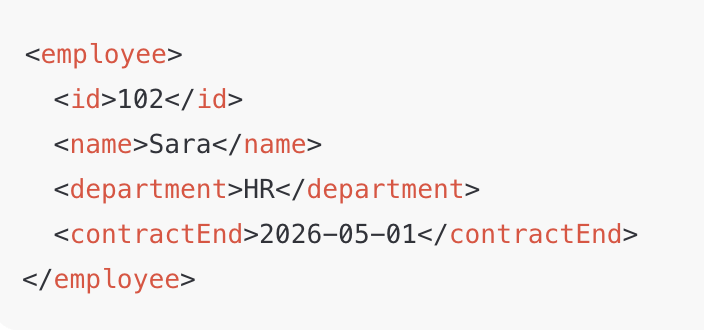 <employee>
  <id>102</id>
  <name>Sara</name>
  <department>HR</department>
  <contractEnd>2026-05-01</contractEnd>
</employee>